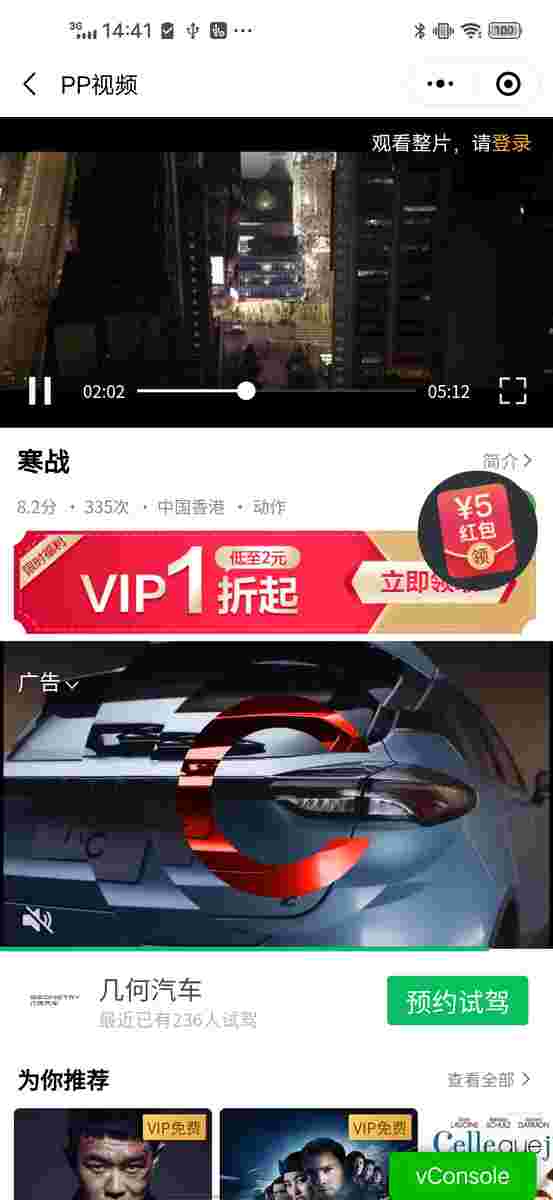 3G 14:41 100
PP视频
观看整片，请登录
02:02 05:12
寒战
简介
8.2分 · 335次 · 中国香港 · 动作
¥5
红包
领
限时福利
VIP1折起
低至2元
立即领
广告
C
GEOMETRY
几何汽车
几何汽车
最近已有236人试驾
预约试驾
为你推荐
查看全部
VIP免费
VIP免费
Celle que j
vConsole